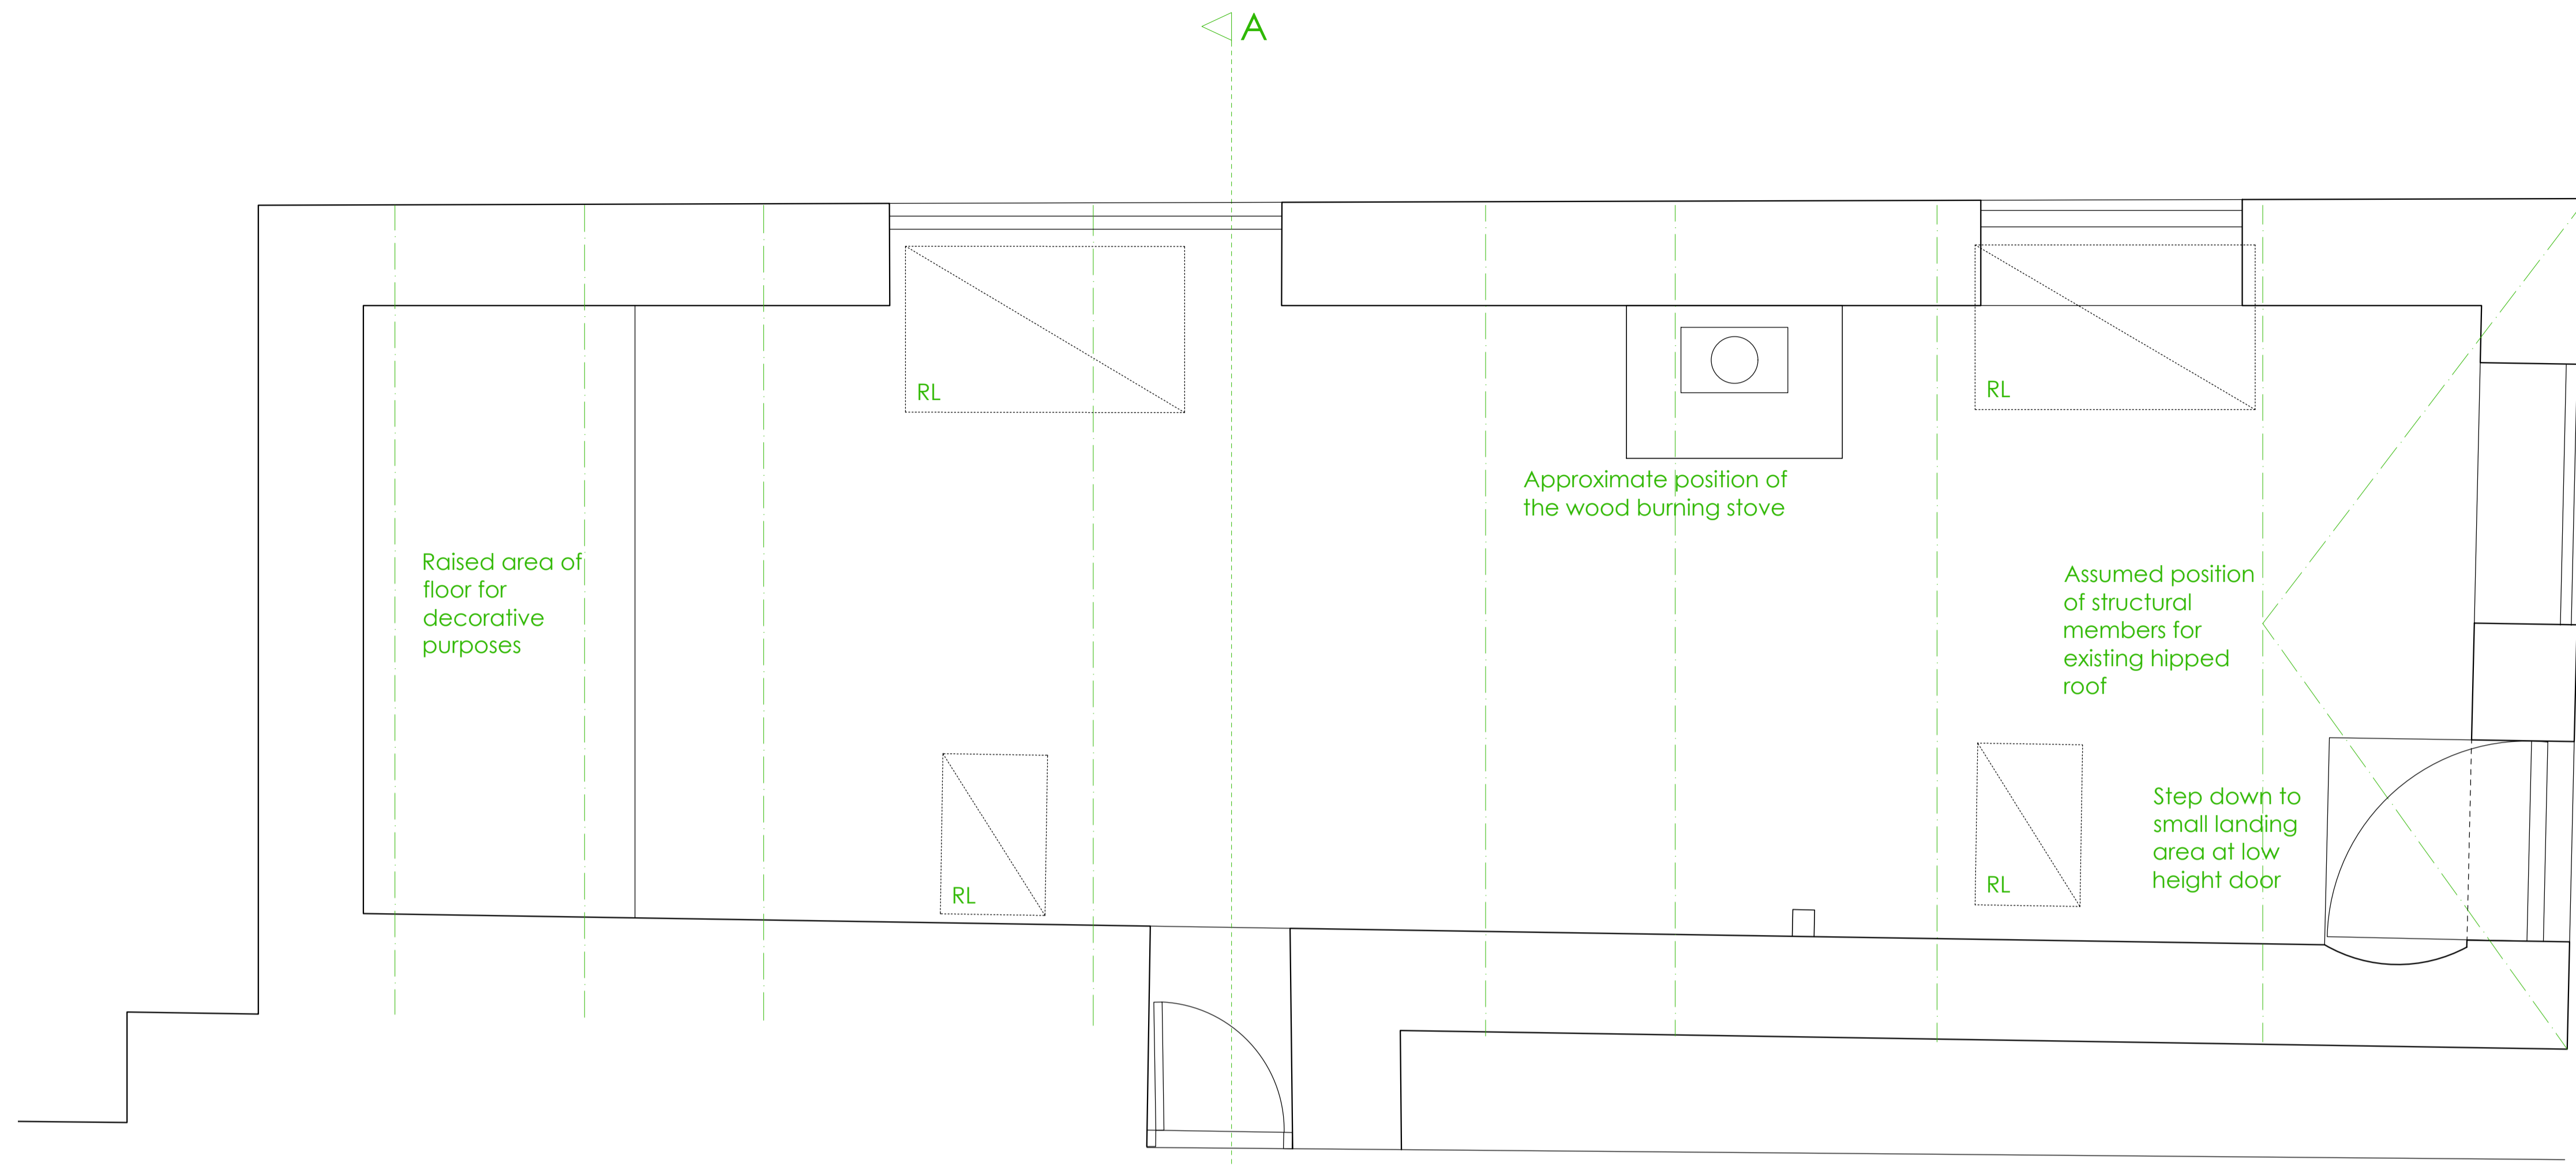 A
RL
RL
Approximate position of
the wood burning stove
Raised area of
floor for
decorative
purposes
Assumed position
of structural
members for
existing hipped
roof
Step down to
small landing
area at low
height door
RL
RL